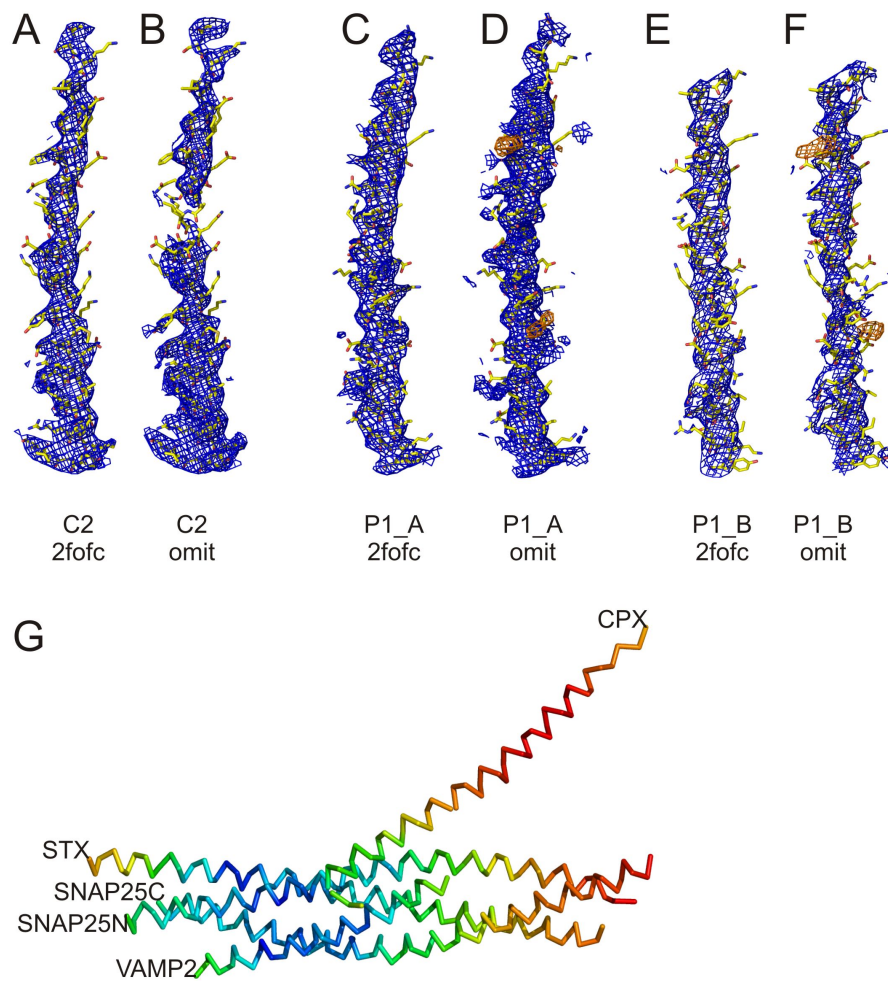 A B C D E F
C2
2fofc
C2
omit
P1_A
2fofc
P1_A
omit
P1_B
2fofc
P1_B
omit
G
CPX
STX
SNAP25C
SNAP25N
VAMP2